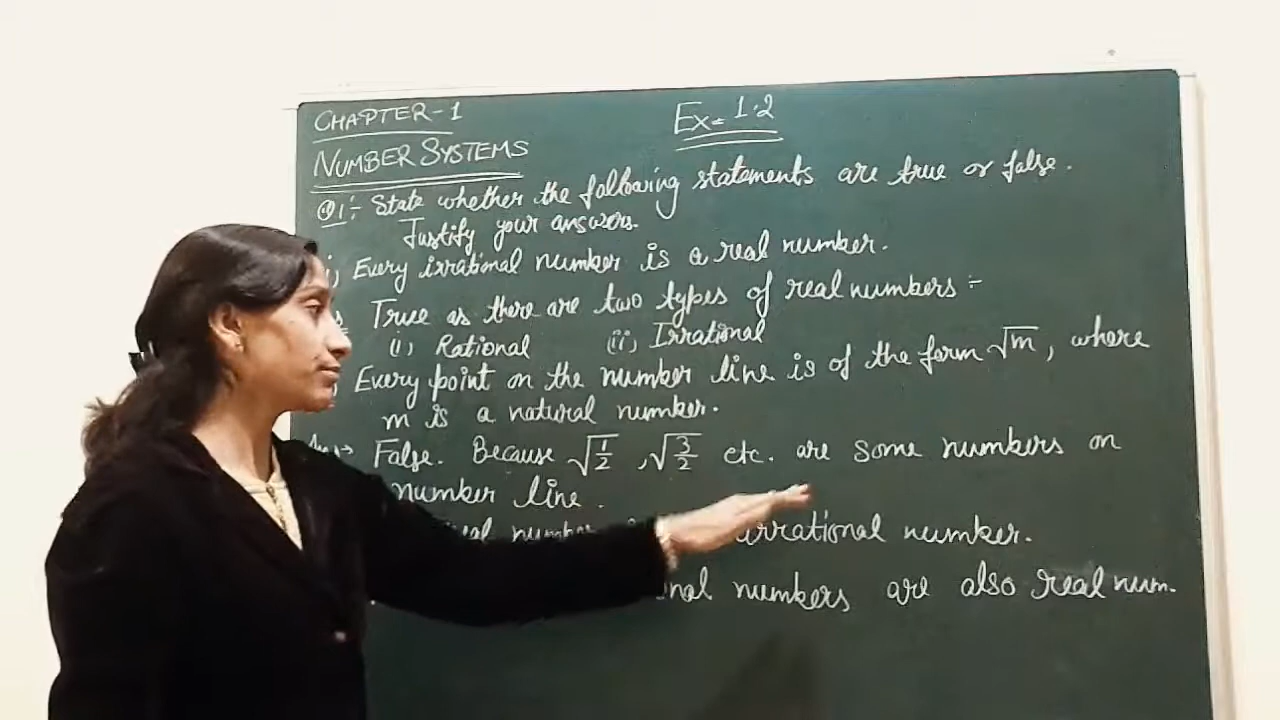 CHAPTER-1
Ex= 1.2
NUMBER SYSTEMS
Q1:- State whether the following statements are true or false.
Justify your answers.
i) Every irrational number is a real number.
True as there are two types of real numbers :-
(i) Rational (ii) Irrational
Every point on the number line is of the form √m, where
m is a natural number.
Ans→ False. Because √1/2, √3/2 etc. are some numbers on
number line.
number irrational number.
numbers are also real num.